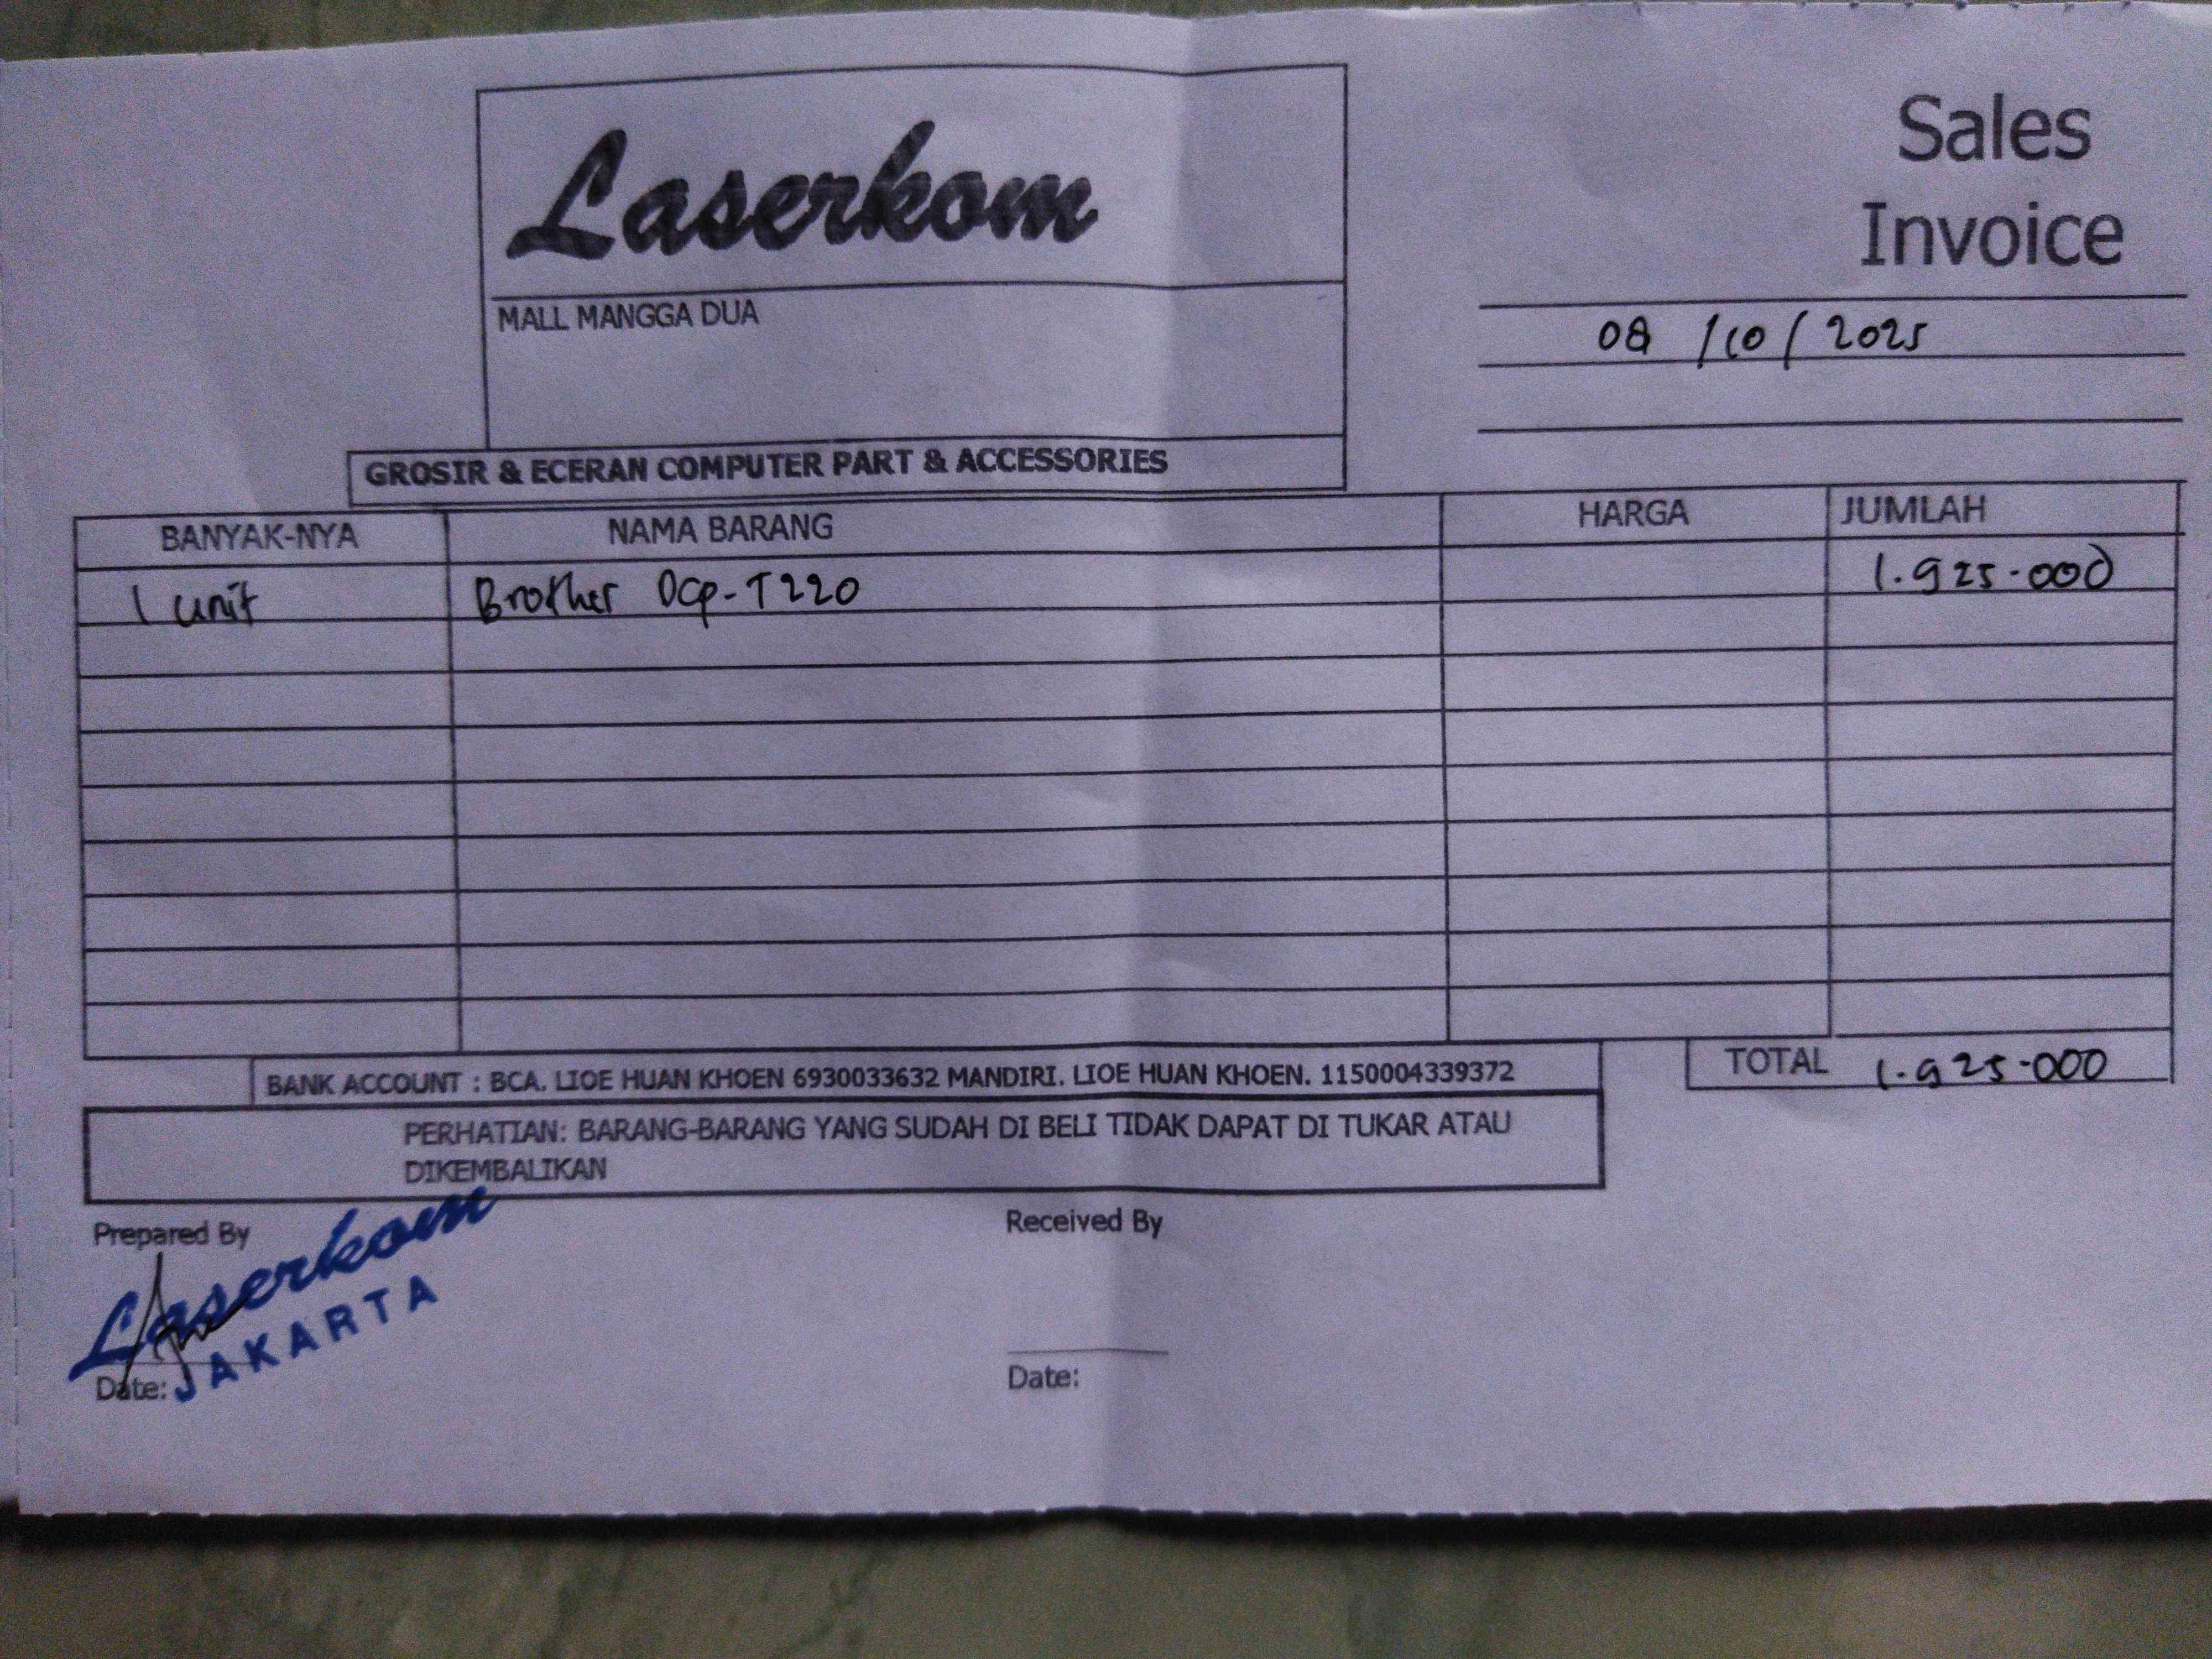 Laserkom
Sales
Invoice
MALL MANGGA DUA
08 /10/2025
GROSIR & ECERAN COMPUTER PART & ACCESSORIES
BANYAK-NYA NAMA BARANG HARGA JUMLAH
1 unit Brother DCP-T220 1.925.000
BANK ACCOUNT : BCA. LIOE HUAN KHOEN 6930033632 MANDIRI. LIOE HUAN KHOEN. 1150004339372
TOTAL 1.925.000
PERHATIAN: BARANG-BARANG YANG SUDAH DI BELI TIDAK DAPAT DI TUKAR ATAU
DIKEMBALIKAN
Prepared By Received By
Laserkom
JAKARTA
Date: Date: